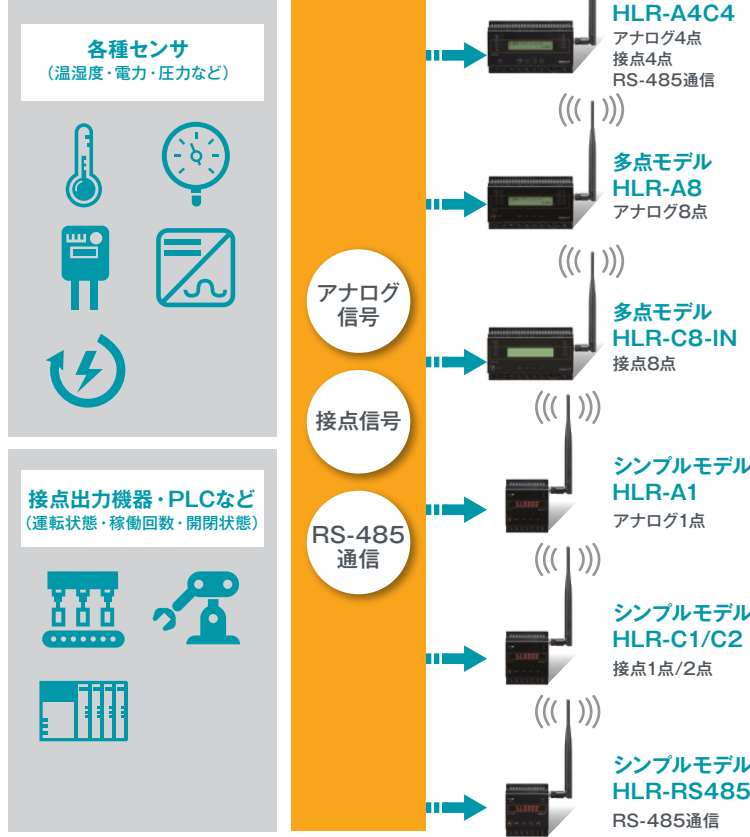 各種センサ
（温湿度・電力・圧力など）
接点出力機器・PLCなど
（運転状態・稼働回数・開閉状態）
アナログ
信号
接点信号
RS-485
通信
HLR-A4C4
アナログ4点
接点4点
RS-485通信
多点モデル
HLR-A8
アナログ8点
多点モデル
HLR-C8-IN
接点8点
シンプルモデル
HLR-A1
アナログ1点
シンプルモデル
HLR-C1/C2
接点1点/2点
シンプルモデル
HLR-RS485
RS-485通信